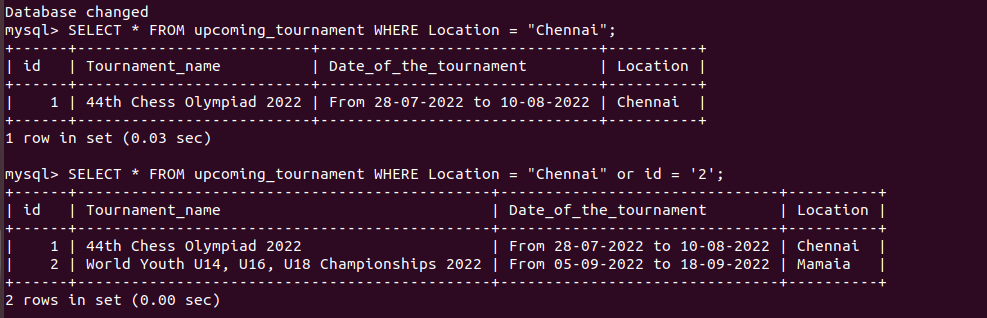 Database changed
mysql> SELECT * FROM upcoming_tournament WHERE Location = "Chennai";
+------+--------------------------+-------------------------------+----------+
| id   | Tournament_name          | Date_of_the_tournament        | Location |
+------+--------------------------+-------------------------------+----------+
|    1 | 44th Chess Olympiad 2022 | From 28-07-2022 to 10-08-2022 | Chennai  |
+------+--------------------------+-------------------------------+----------+
1 row in set (0.03 sec)

mysql> SELECT * FROM upcoming_tournament WHERE Location = "Chennai" or id = '2';
+------+----------------------------------------------+-------------------------------+----------+
| id   | Tournament_name                              | Date_of_the_tournament        | Location |
+------+----------------------------------------------+-------------------------------+----------+
|    1 | 44th Chess Olympiad 2022                     | From 28-07-2022 to 10-08-2022 | Chennai  |
|    2 | World Youth U14, U16, U18 Championships 2022 | From 05-09-2022 to 18-09-2022 | Mamaia   |
+------+----------------------------------------------+-------------------------------+----------+
2 rows in set (0.00 sec)